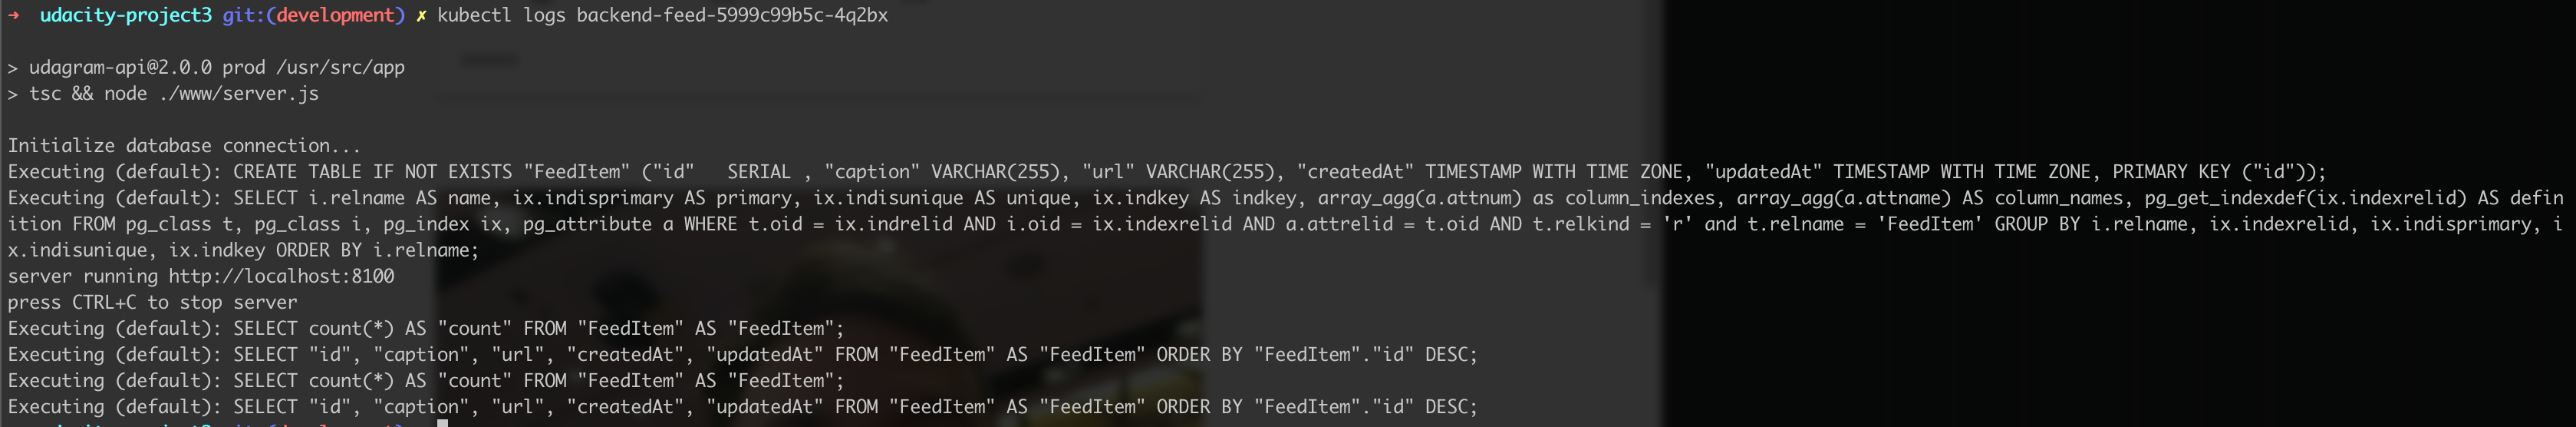 ➜ udacity-project3 git:(development) ✗ kubectl logs backend-feed-5999c99b5c-4q2bx
> udagram-api@2.0.0 prod /usr/src/app
> tsc && node ./www/server.js
Initialize database connection...
Executing (default): CREATE TABLE IF NOT EXISTS "FeedItem" ("id"   SERIAL , "caption" VARCHAR(255), "url" VARCHAR(255), "createdAt" TIMESTAMP WITH TIME ZONE, "updatedAt" TIMESTAMP WITH TIME ZONE, PRIMARY KEY ("id"));
Executing (default): SELECT i.relname AS name, ix.indisprimary AS primary, ix.indisunique AS unique, ix.indkey AS indkey, array_agg(a.attnum) as column_indexes, array_agg(a.attname) AS column_names, pg_get_indexdef(ix.indexrelid) AS defin
ition FROM pg_class t, pg_class i, pg_index ix, pg_attribute a WHERE t.oid = ix.indrelid AND i.oid = ix.indexrelid AND a.attrelid = t.oid AND t.relkind = 'r' and t.relname = 'FeedItem' GROUP BY i.relname, ix.indexrelid, ix.indisprimary, i
x.indisunique, ix.indkey ORDER BY i.relname;
server running http://localhost:8100
press CTRL+C to stop server
Executing (default): SELECT count(*) AS "count" FROM "FeedItem" AS "FeedItem";
Executing (default): SELECT "id", "caption", "url", "createdAt", "updatedAt" FROM "FeedItem" AS "FeedItem" ORDER BY "FeedItem"."id" DESC;
Executing (default): SELECT count(*) AS "count" FROM "FeedItem" AS "FeedItem";
Executing (default): SELECT "id", "caption", "url", "createdAt", "updatedAt" FROM "FeedItem" AS "FeedItem" ORDER BY "FeedItem"."id" DESC;